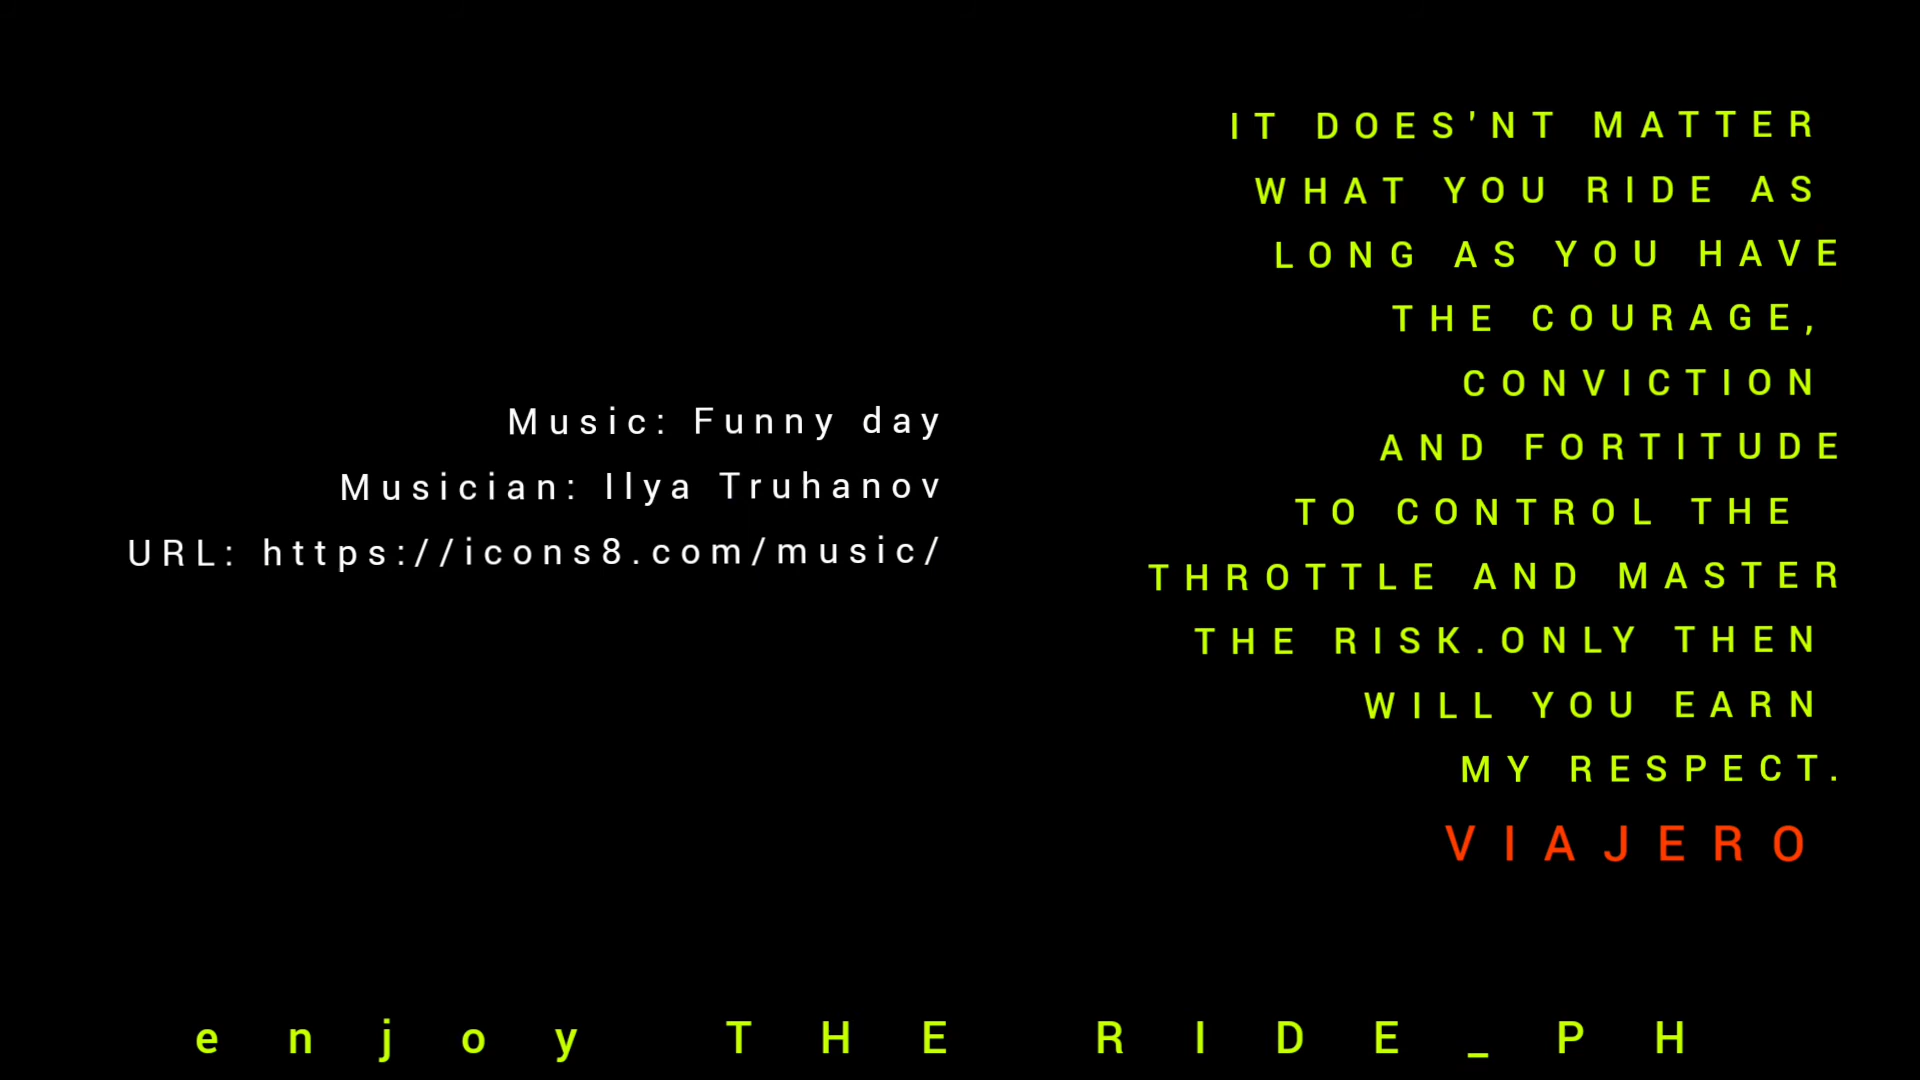 Music: Funny day
Musician: Ilya Truhanov
URL: https://icons8.com/music/
IT DOES'NT MATTER
WHAT YOU RIDE AS
LONG AS YOU HAVE
THE COURAGE,
CONVICTION
AND FORTITUDE
TO CONTROL THE
THROTTLE AND MASTER
THE RISK.ONLY THEN
WILL YOU EARN
MY RESPECT.
VIAJERO
enjoy THE RIDE_PH